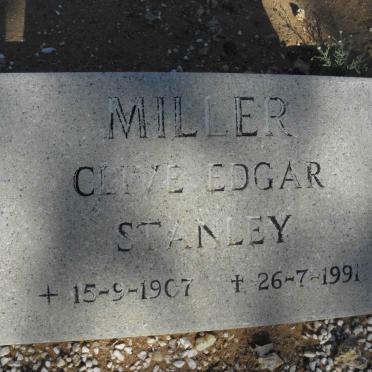 MILLER
CLIVE EDGAR
STANLEY
+ 15-9-1907 ✝ 26-7-1991